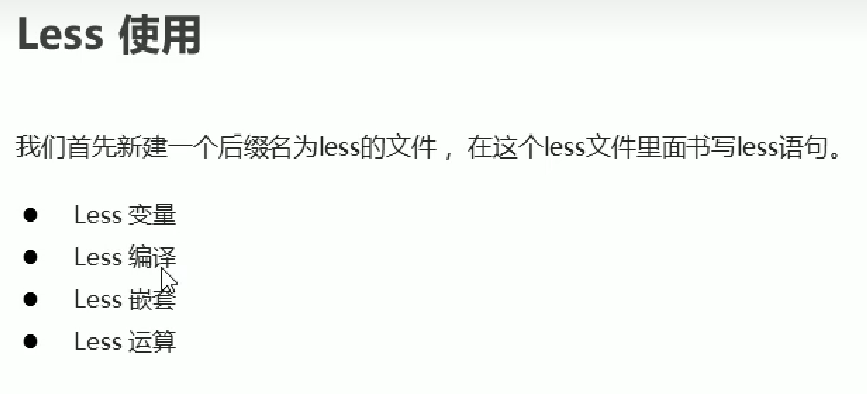 Less 使用
我们首先新建一个后缀名为less的文件，在这个less文件里面书写less语句。
● Less 变量
● Less 编译
● Less 嵌套
● Less 运算